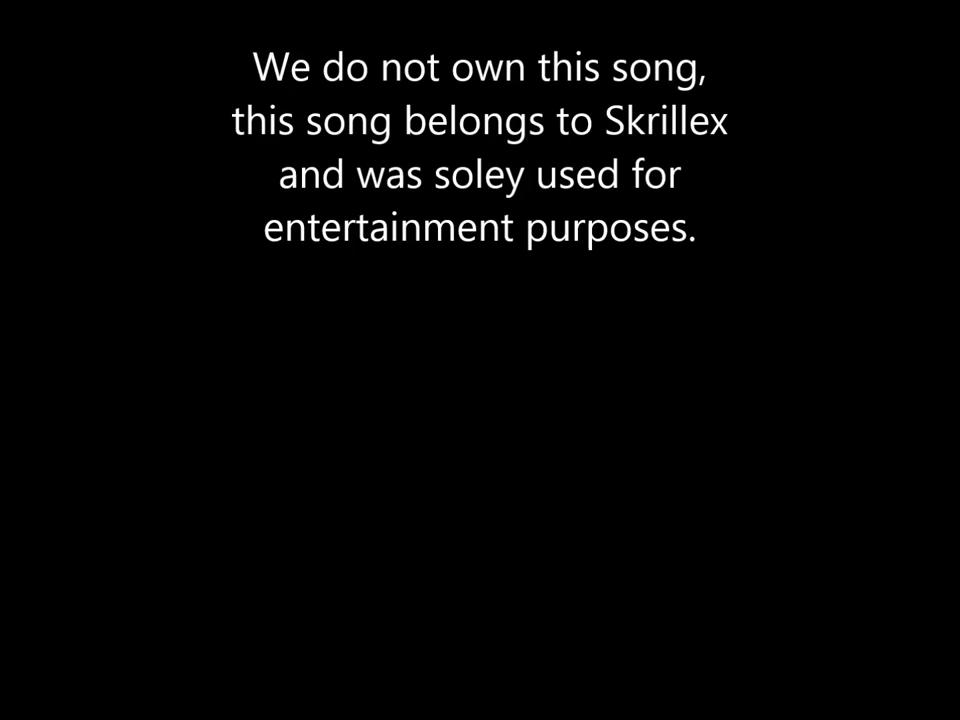 We do not own this song,
this song belongs to Skrillex
and was soley used for
entertainment purposes.